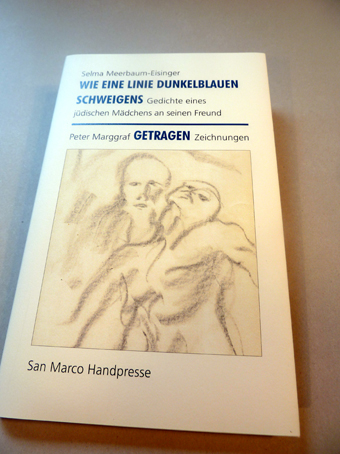 Selma Meerbaum-Eisinger
WIE EINE LINIE DUNKELBLAUEN
SCHWEIGENS Gedichte eines
jüdischen Mädchens an seinen Freund
Peter Marggraf GETRAGEN Zeichnungen
San Marco Handpresse